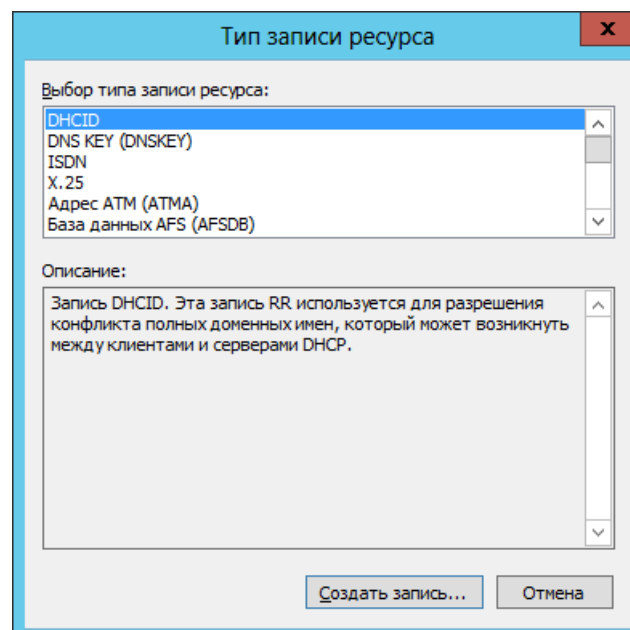 Тип записи ресурса
x
Выбор типа записи ресурса:
DHCID
DNS KEY (DNSKEY)
ISDN
X.25
Адрес ATM (ATMA)
База данных AFS (AFSDB)
Описание:
Запись DHCID. Эта запись RR используется для разрешения
конфликта полных доменных имен, который может возникнуть
между клиентами и серверами DHCP.
Создать запись...
Отмена